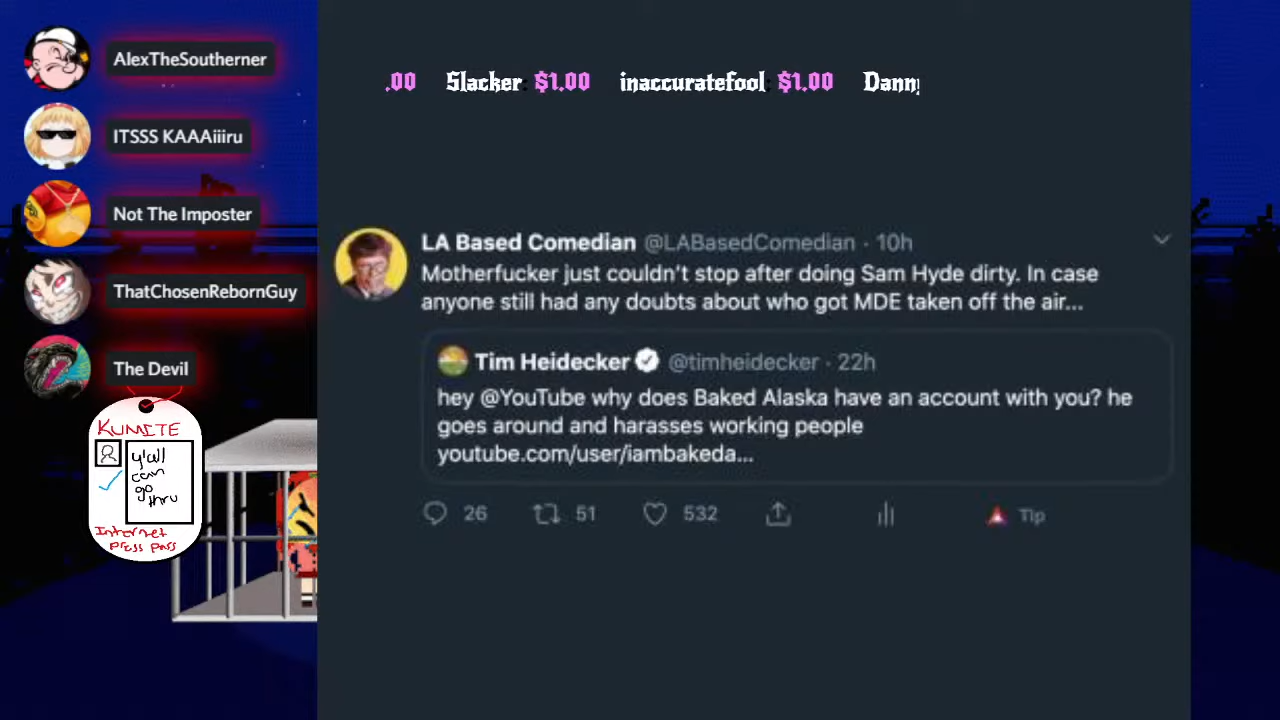 AlexTheSoutherner
ITSSS KAAAiiiru
Not The Imposter
ThatChosenRebornGuy
The Devil
KUMITE
y'all
can
go
thru
Internet
Press Pass
.00 Slacker: $1.00 inaccuratefool: $1.00 Danny
LA Based Comedian @LABasedComedian · 10h
Motherfucker just couldn't stop after doing Sam Hyde dirty. In case
anyone still had any doubts about who got MDE taken off the air...
Tim Heidecker @timheidecker · 22h
hey @YouTube why does Baked Alaska have an account with you? he
goes around and harasses working people
youtube.com/user/iambakeda...
26 51 532 Tip